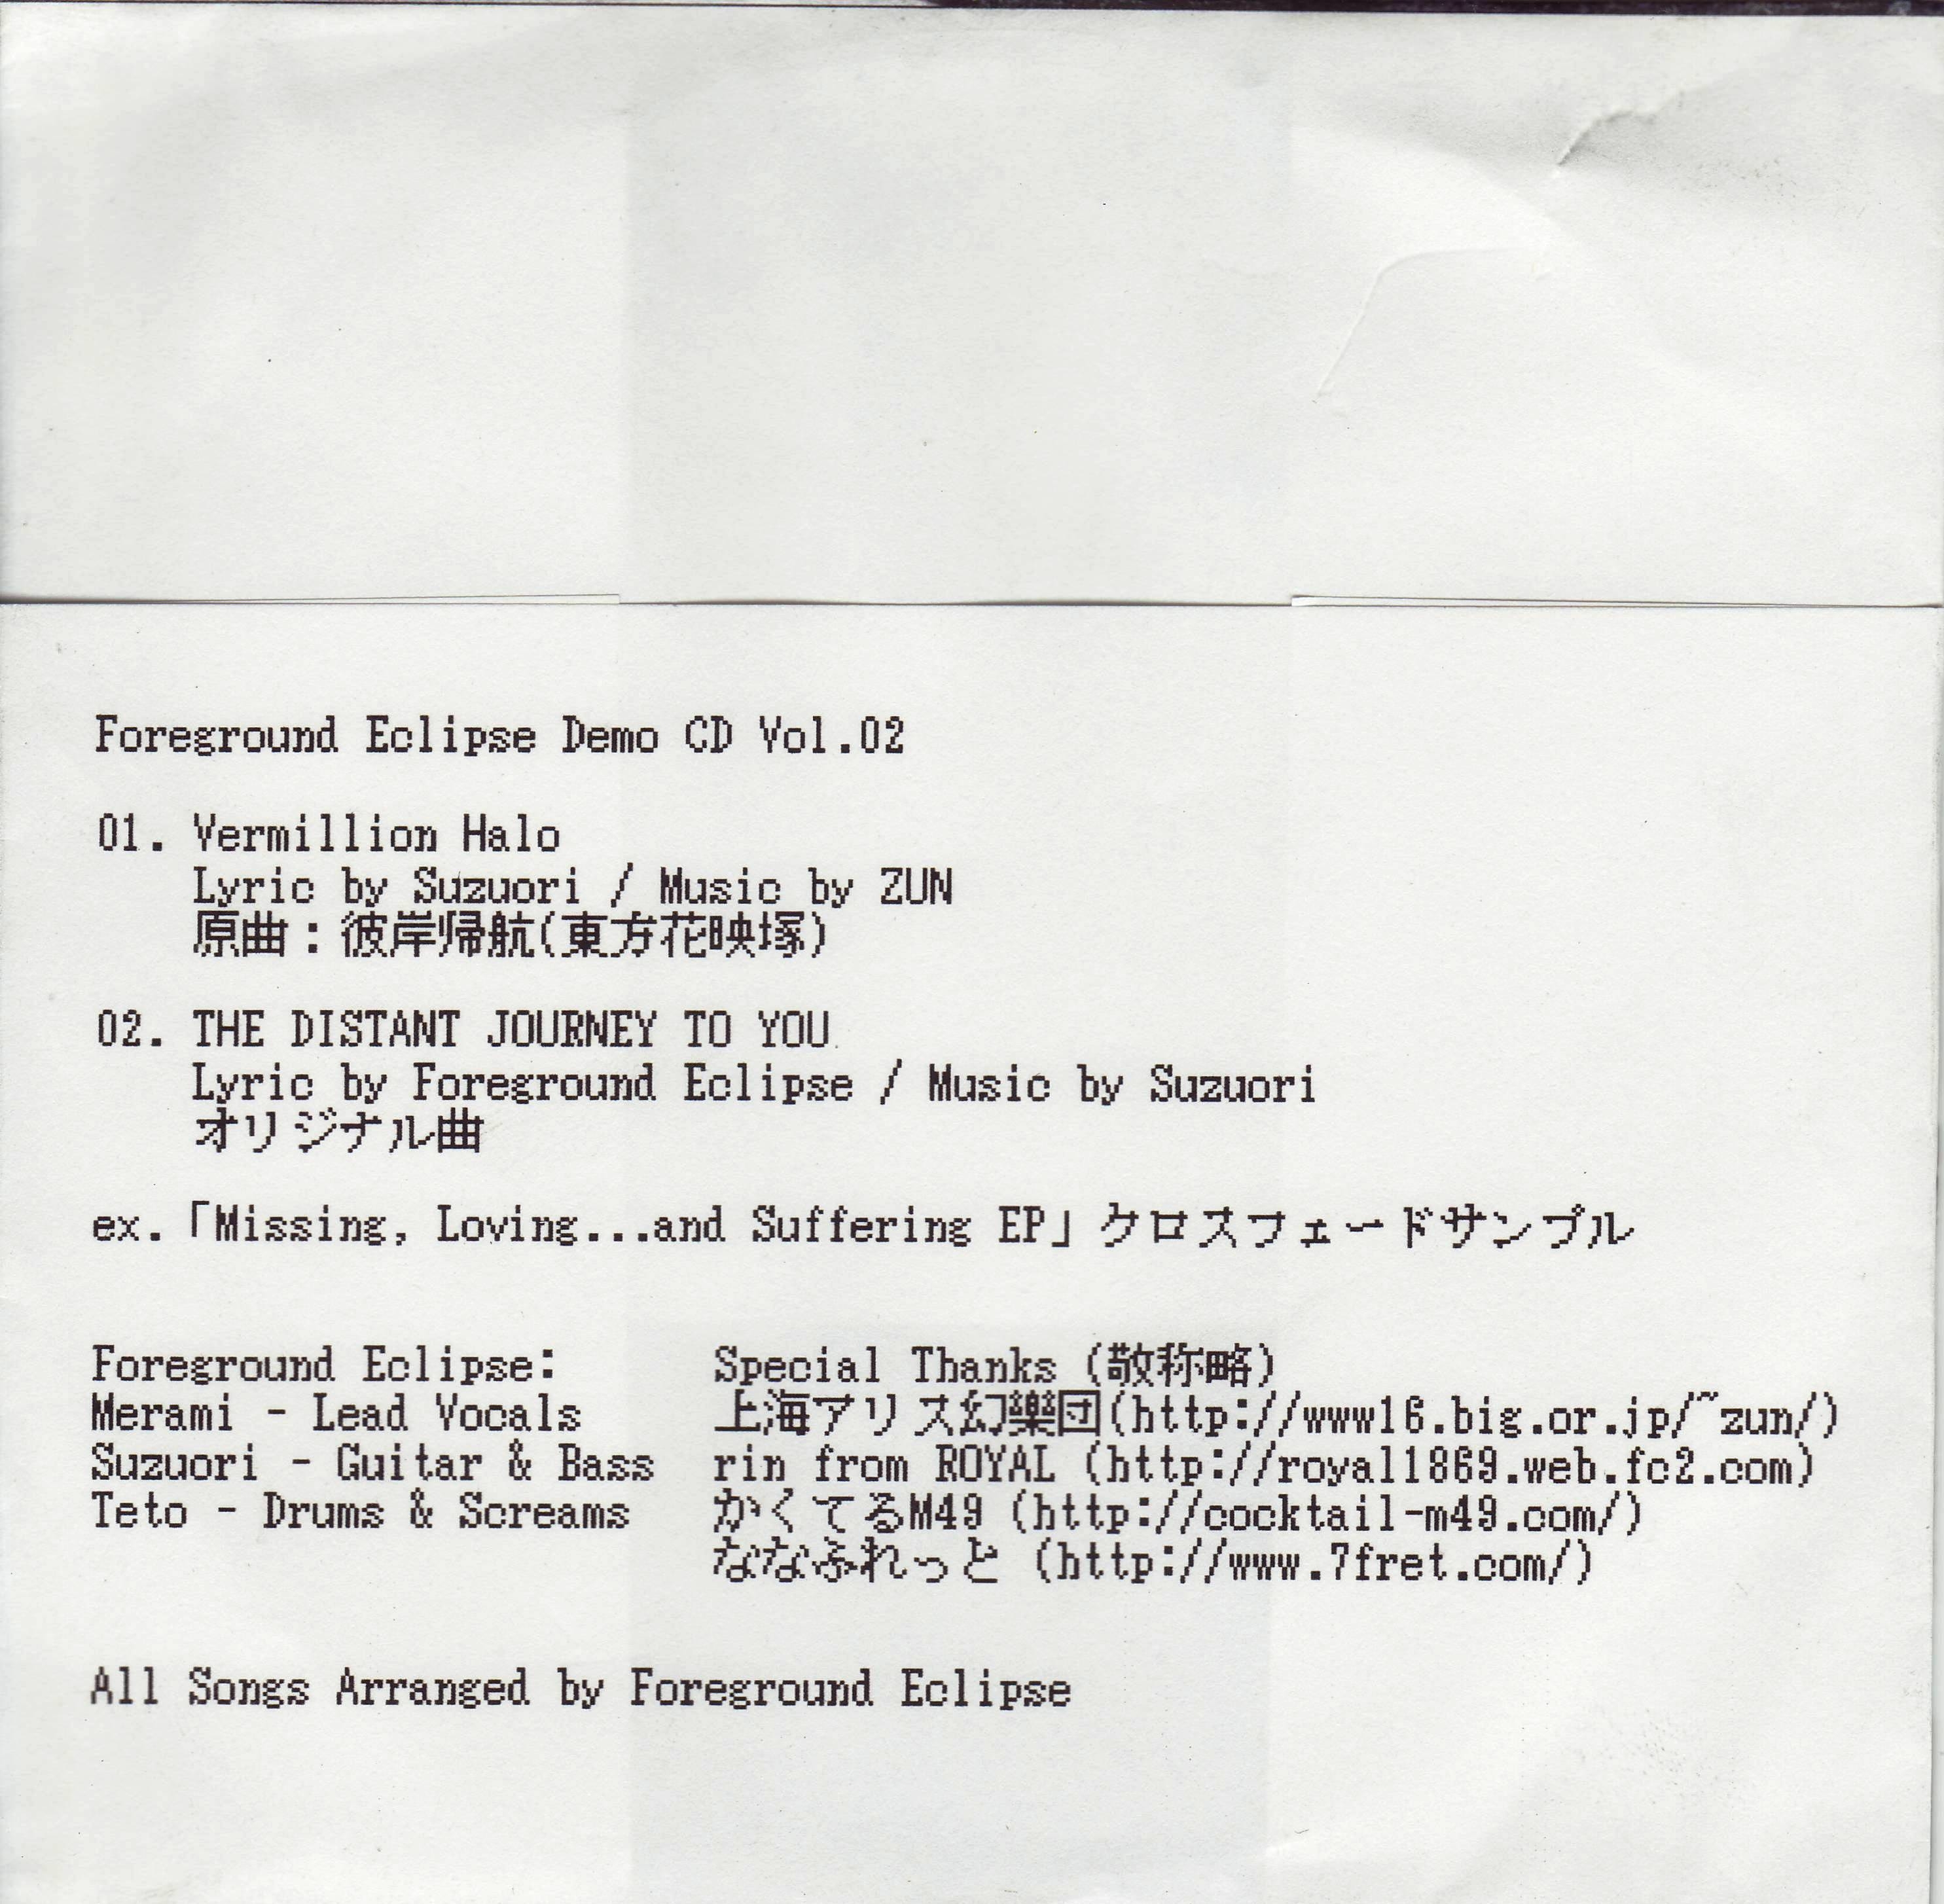 Foreground Eclipse Demo CD Vol.02
01. Vermillion Halo
Lyric by Suzuori / Music by ZUN
原曲：彼岸帰航(東方花映塚)
02. THE DISTANT JOURNEY TO YOU
Lyric by Foreground Eclipse / Music by Suzuori
オリジナル曲
ex.「Missing, Loving...and Suffering EP」クロスフェードサンプル
Foreground Eclipse:
Merami - Lead Vocals
Suzuori - Guitar & Bass
Teto - Drums & Screams
Special Thanks (敬称略)
上海アリス幻樂団(http://www16.big.or.jp/~zun/)
rin from ROYAL (http://royal1869.web.fc2.com)
かくてるM49 (http://cocktail-m49.com/)
ななふれっと (http://www.7fret.com/)
All Songs Arranged by Foreground Eclipse